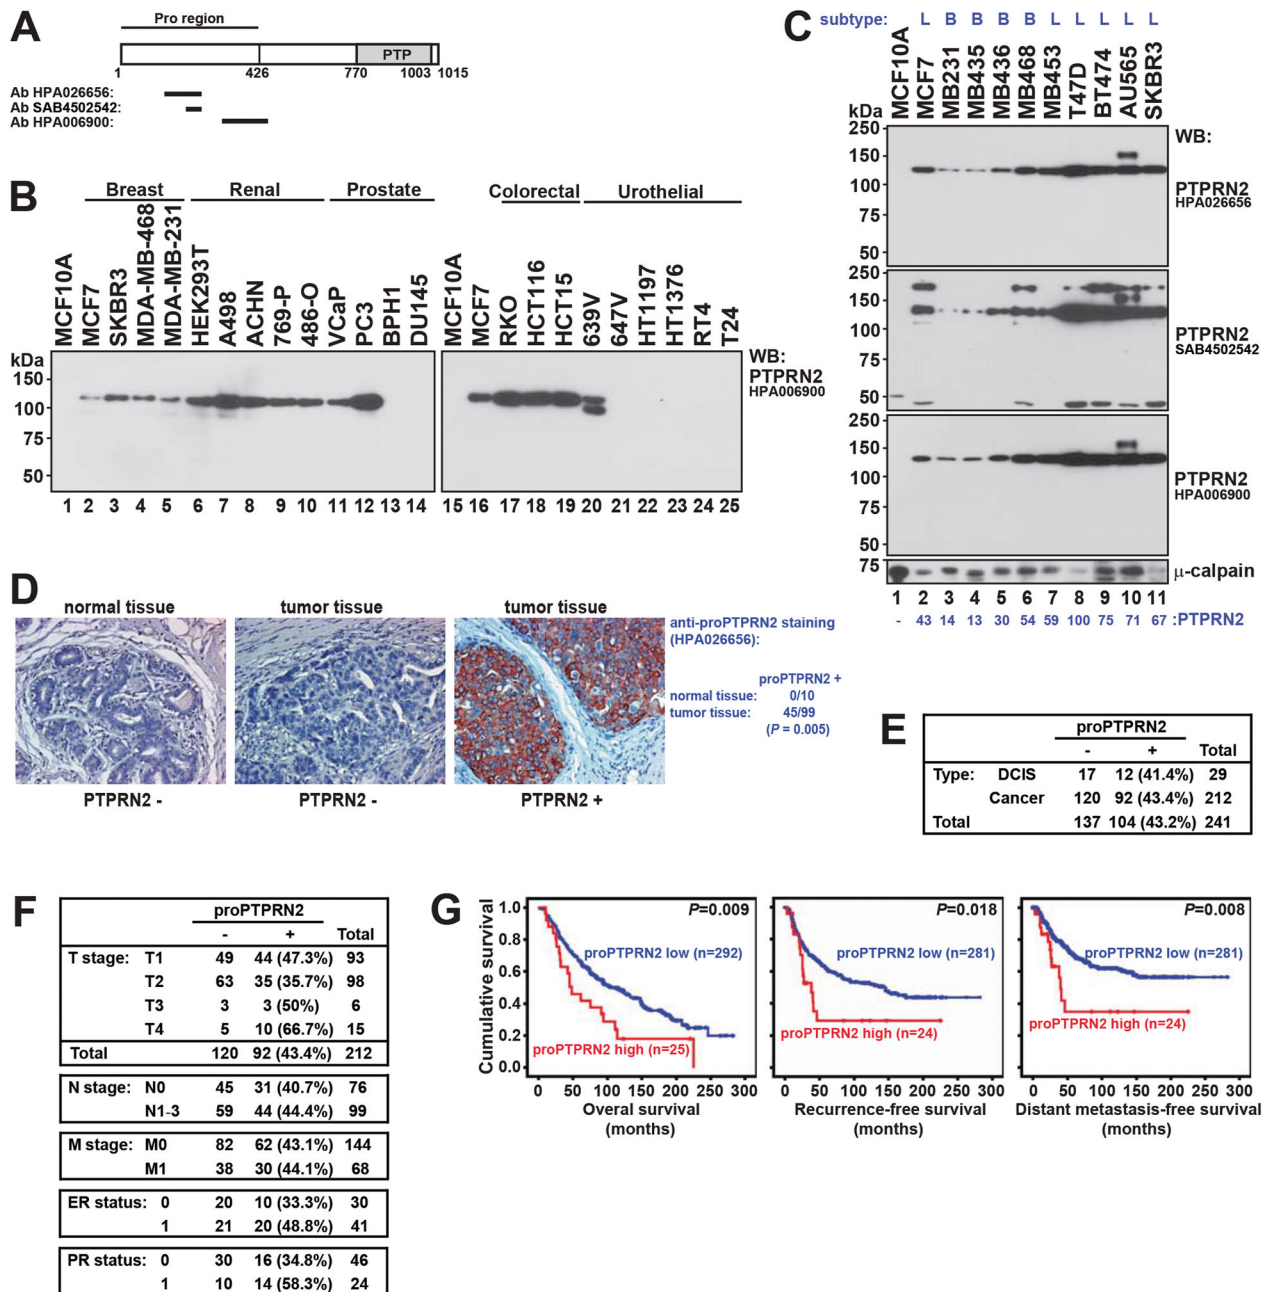 A
Pro region
PTP
1 426 770 1003 1015
Ab HPA026656:
Ab SAB4502542:
Ab HPA006900:
B
Breast Renal Prostate Colorectal Urothelial
MCF10A MCF7 SKBR3 MDA-MB-468 MDA-MB-231 HEK293T A498 ACHN 769-P 486-O VCaP PC3 BPH1 DU145
MCF10A MCF7 RKO HCT116 HCT15 639V 647V HT1197 HT1376 RT4 T24
kDa
150
100
75
50
WB:
PTPRN2
HPA006900
1 2 3 4 5 6 7 8 9 10 11 12 13 14 15 16 17 18 19 20 21 22 23 24 25
C
subtype: L B B B B L L L L L
MCF10A MCF7 MB231 MB435 MB436 MB468 MB453 T47D BT474 AU565 SKBR3
kDa
WB:
250
150
100
75
50
PTPRN2
HPA026656
250
150
100
75
50
PTPRN2
SAB4502542
250
150
100
75
50
PTPRN2
HPA006900
75
μ-calpain
1 2 3 4 5 6 7 8 9 10 11
- 43 14 13 30 54 59 100 75 71 67 :PTPRN2
D
normal tissue tumor tissue tumor tissue
PTPRN2 - PTPRN2 - PTPRN2 +
anti-proPTPRN2 staining
(HPA026656):
proPTPRN2 +
normal tissue: 0/10
tumor tissue: 45/99
(P = 0.005)
E
proPTPRN2
- + Total
Type: DCIS 17 12 (41.4%) 29
Cancer 120 92 (43.4%) 212
Total 137 104 (43.2%) 241
F
proPTPRN2
- + Total
T stage: T1 49 44 (47.3%) 93
T2 63 35 (35.7%) 98
T3 3 3 (50%) 6
T4 5 10 (66.7%) 15
Total 120 92 (43.4%) 212
N stage: N0 45 31 (40.7%) 76
N1-3 59 44 (44.4%) 99
M stage: M0 82 62 (43.1%) 144
M1 38 30 (44.1%) 68
ER status: 0 20 10 (33.3%) 30
1 21 20 (48.8%) 41
PR status: 0 30 16 (34.8%) 46
1 10 14 (58.3%) 24
G
Cumulative survival
1.0
0.8
0.6
0.4
0.2
0.0
P=0.009
proPTPRN2 low (n=292)
proPTPRN2 high (n=25)
0 50 100 150 200 250 300
Overal survival
(months)
P=0.018
proPTPRN2 low (n=281)
proPTPRN2 high (n=24)
0 50 100 150 200 250 300
Recurrence-free survival
(months)
P=0.008
proPTPRN2 low (n=281)
proPTPRN2 high (n=24)
0 50 100 150 200 250 300
Distant metastasis-free survival
(months)